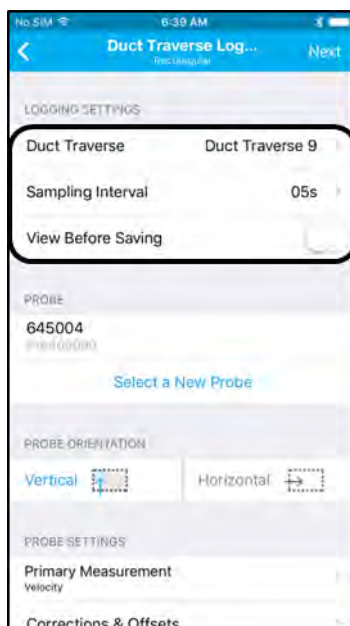 No SIM 6:39 AM
Duct Traverse Log... Next
Rectangular
LOGGING SETTINGS
Duct Traverse Duct Traverse 9
Sampling Interval 05s
View Before Saving
PROBE
645004
Select a New Probe
PROBE ORIENTATION
Vertical Horizontal
PROBE SETTINGS
Primary Measurement
Velocity
Corrections & Offsets